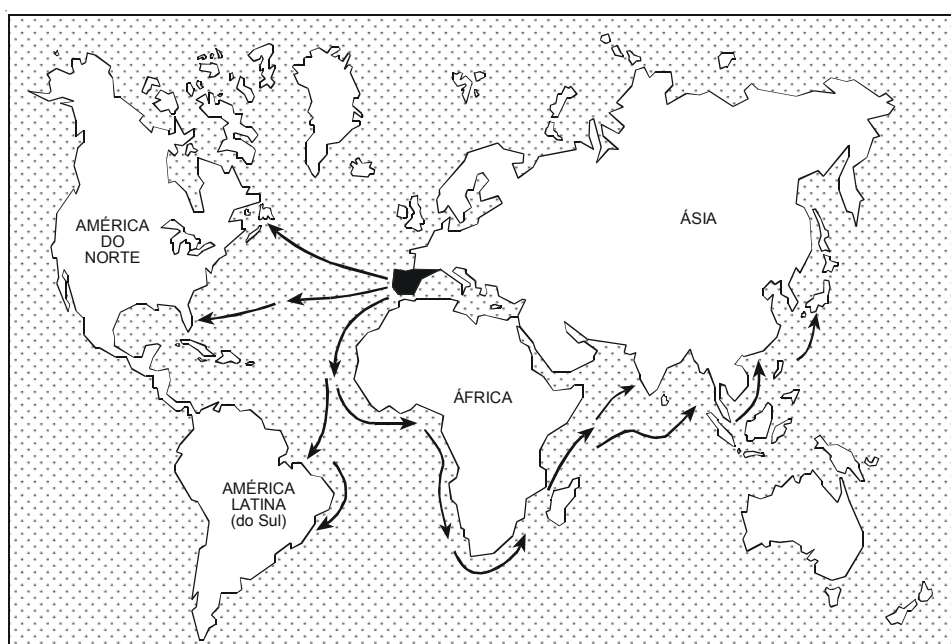 AMÉRICA
DO
NORTE
ÁSIA
ÁFRICA
AMÉRICA
LATINA
(do Sul)